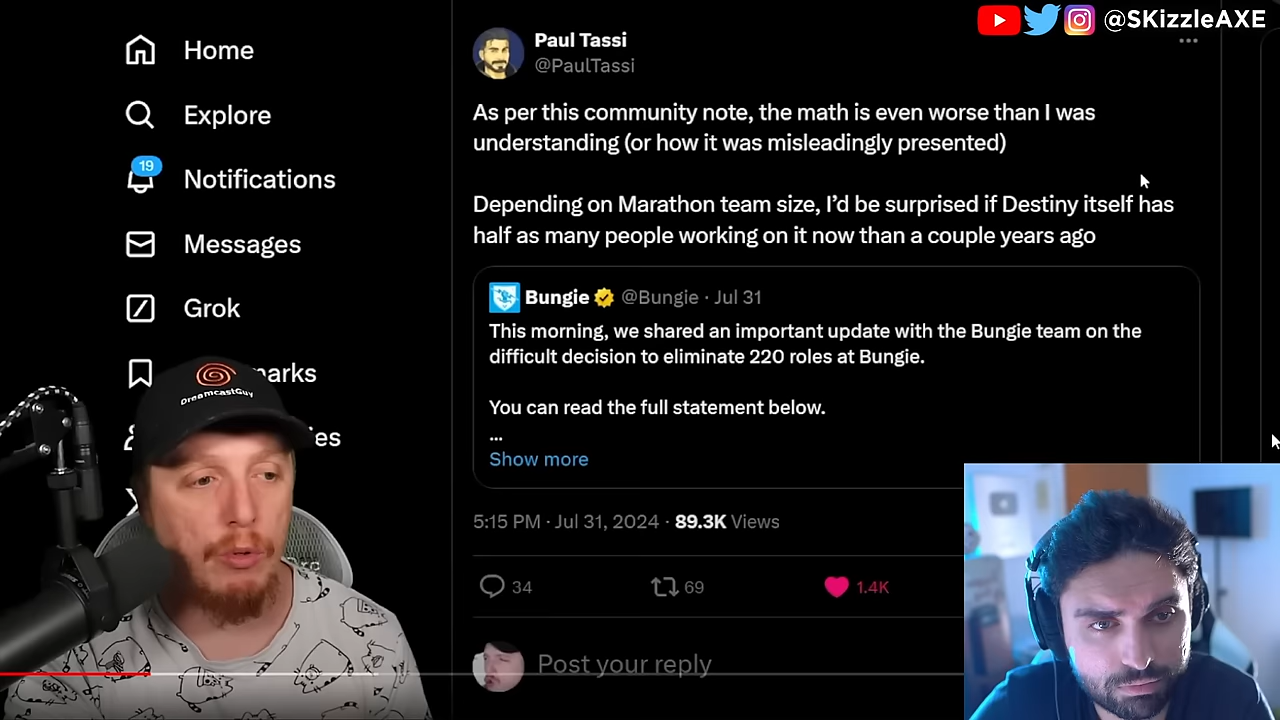 @SKizzleAXE
Home
Explore
19
Notifications
Messages
Grok
arks
es
DreamcastGuy
Paul Tassi
@PaulTassi
As per this community note, the math is even worse than I was
understanding (or how it was misleadingly presented)
Depending on Marathon team size, I'd be surprised if Destiny itself has
half as many people working on it now than a couple years ago
Bungie @Bungie · Jul 31
This morning, we shared an important update with the Bungie team on the
difficult decision to eliminate 220 roles at Bungie.
You can read the full statement below.
...
Show more
5:15 PM · Jul 31, 2024 · 89.3K Views
34
69
1.4K
Post your reply